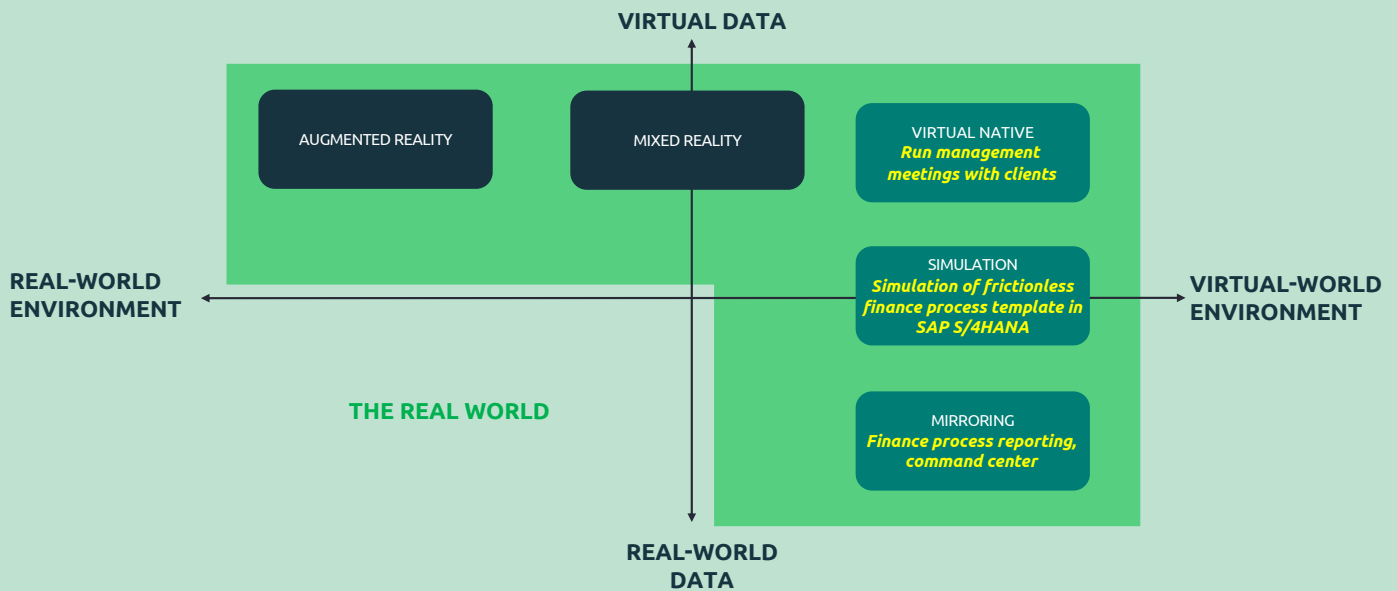 VIRTUAL DATA
AUGMENTED REALITY
MIXED REALITY
VIRTUAL NATIVE
Run management
meetings with clients
REAL-WORLD
ENVIRONMENT
SIMULATION
Simulation of frictionless
finance process template in
SAP S/4HANA
VIRTUAL-WORLD
ENVIRONMENT
THE REAL WORLD
MIRRORING
Finance process reporting,
command center
REAL-WORLD
DATA